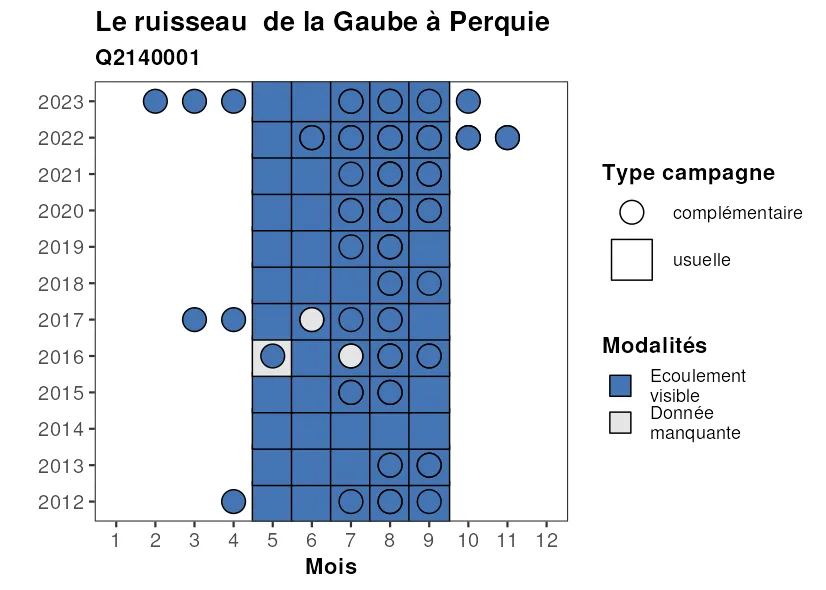 Le ruisseau  de la Gaube à Perquie
Q2140001
2023
2022
2021
2020
2019
2018
2017
2016
2015
2014
2013
2012
1 2 3 4 5 6 7 8 9 10 11 12
Mois
Type campagne
complémentaire
usuelle
Modalités
Ecoulement
visible
Donnée
manquante